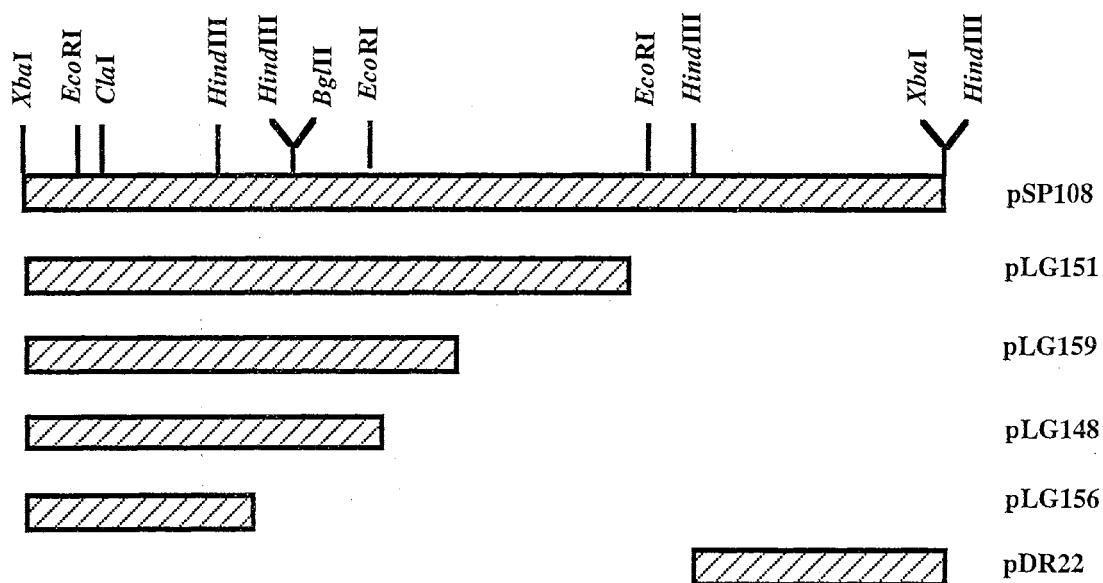 XbaI
EcoRI
ClaI
HindIII
HindIII
BglII
EcoRI
EcoRI
HindIII
XbaI
HindIII
pSP108
pLG151
pLG159
pLG148
pLG156
pDR22